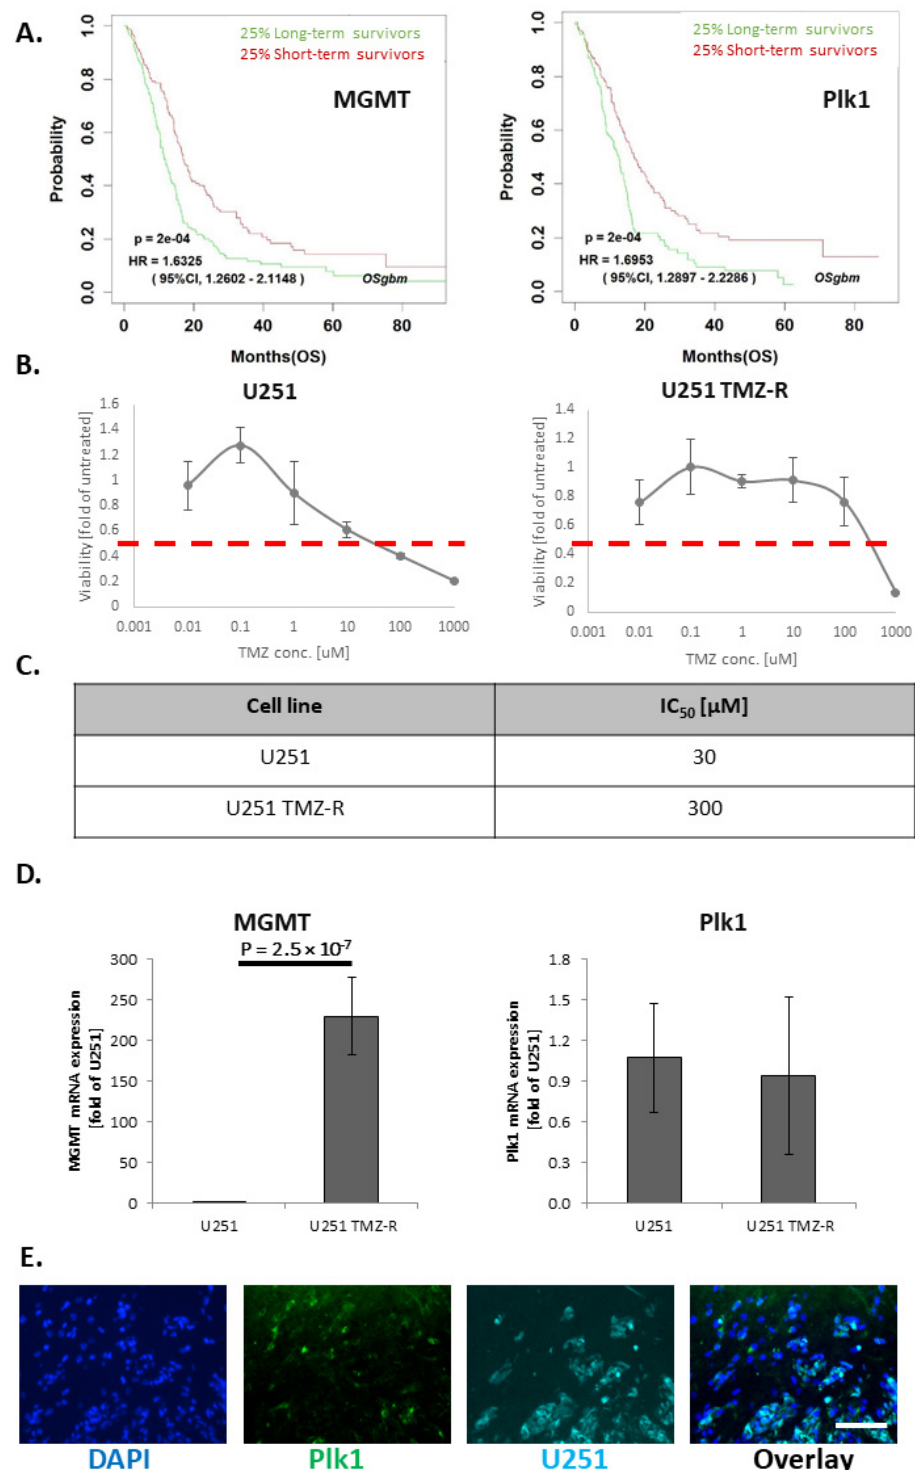 A.
25% Long-term survivors
25% Short-term survivors
MGMT
Probability
1.0
0.8
0.6
0.4
0.2
0.0
p = 2e-04
HR = 1.6325
( 95%CI, 1.2602 - 2.1148 )
OSgbm
0 20 40 60 80
Months(OS)
25% Long-term survivors
25% Short-term survivors
Plk1
Probability
1.0
0.8
0.6
0.4
0.2
0.0
p = 2e-04
HR = 1.6953
( 95%CI, 1.2897 - 2.2286 )
OSgbm
0 20 40 60 80
Months(OS)
B.
U251
Viability [fold of untreated]
1.6
1.4
1.2
1
0.8
0.6
0.4
0.2
0
0.001 0.01 0.1 1 10 100 1000
TMZ conc. [uM]
U251 TMZ-R
Viability [fold of untreated]
1.4
1.2
1
0.8
0.6
0.4
0.2
0
0.001 0.01 0.1 1 10 100 1000
TMZ conc. [uM]
C.
Cell line IC50 [µM]
U251 30
U251 TMZ-R 300
D.
MGMT
P = 2.5 × 10-7
MGMT mRNA expression
[fold of U251]
300
250
200
150
100
50
0
U251 U251 TMZ-R
Plk1
Plk1 mRNA expression
[fold of U251]
1.8
1.5
1.2
0.9
0.6
0.3
0.0
U251 U251 TMZ-R
E.
DAPI Plk1 U251 Overlay